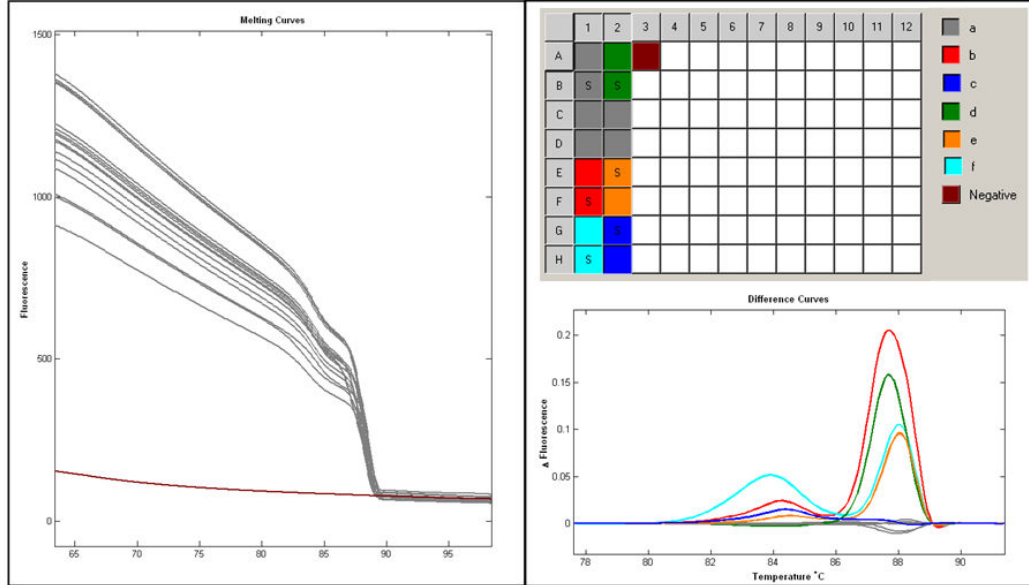 Melting Curves
1500
1000
500
0
Fluorescence
65 70 75 80 85 90 95
1 2 3 4 5 6 7 8 9 10 11 12
A
B S S
C
D
E S
F S
G S
H S
a
b
c
d
e
f
Negative
Difference Curves
0.2
0.15
0.1
0.05
0
Δ Fluorescence
78 80 82 84 86 88 90
Temperature °C